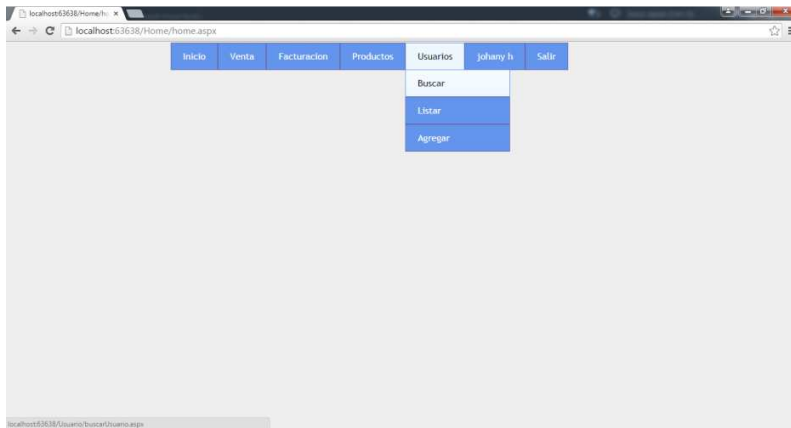 localhost:63638/Home/h
localhost:63638/Home/home.aspx
Inicio Venta Facturacion Productos Usuarios johany h Salir
Buscar
Listar
Agregar
localhost:63638/Usuario/buscarUsuario.aspx